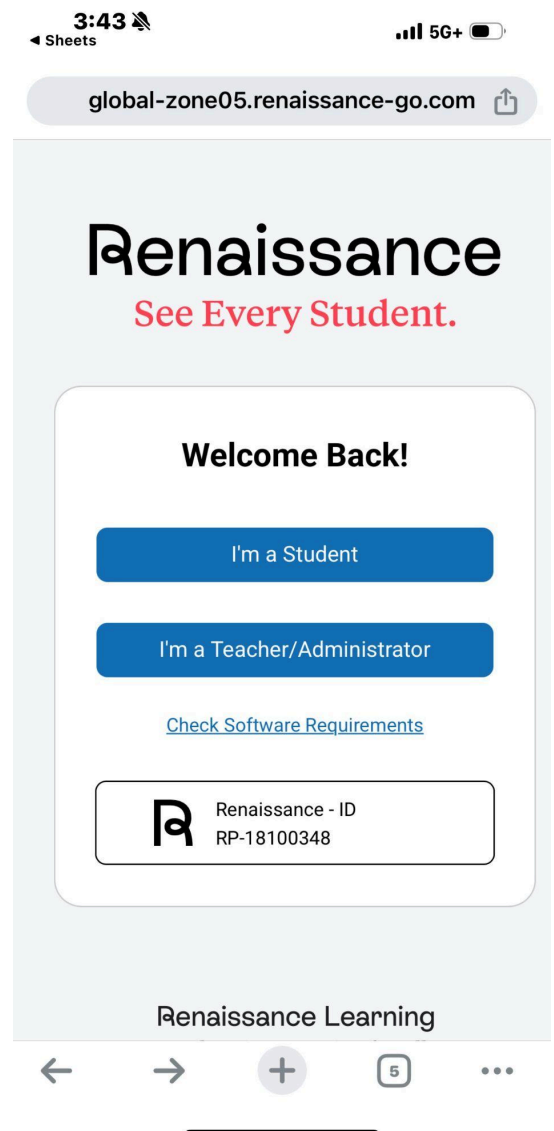 3:43
5G+
◀ Sheets
global-zone05.renaissance-go.com
Renaissance
See Every Student.
Welcome Back!
I'm a Student
I'm a Teacher/Administrator
Check Software Requirements
Renaissance - ID
RP-18100348
Renaissance Learning
5